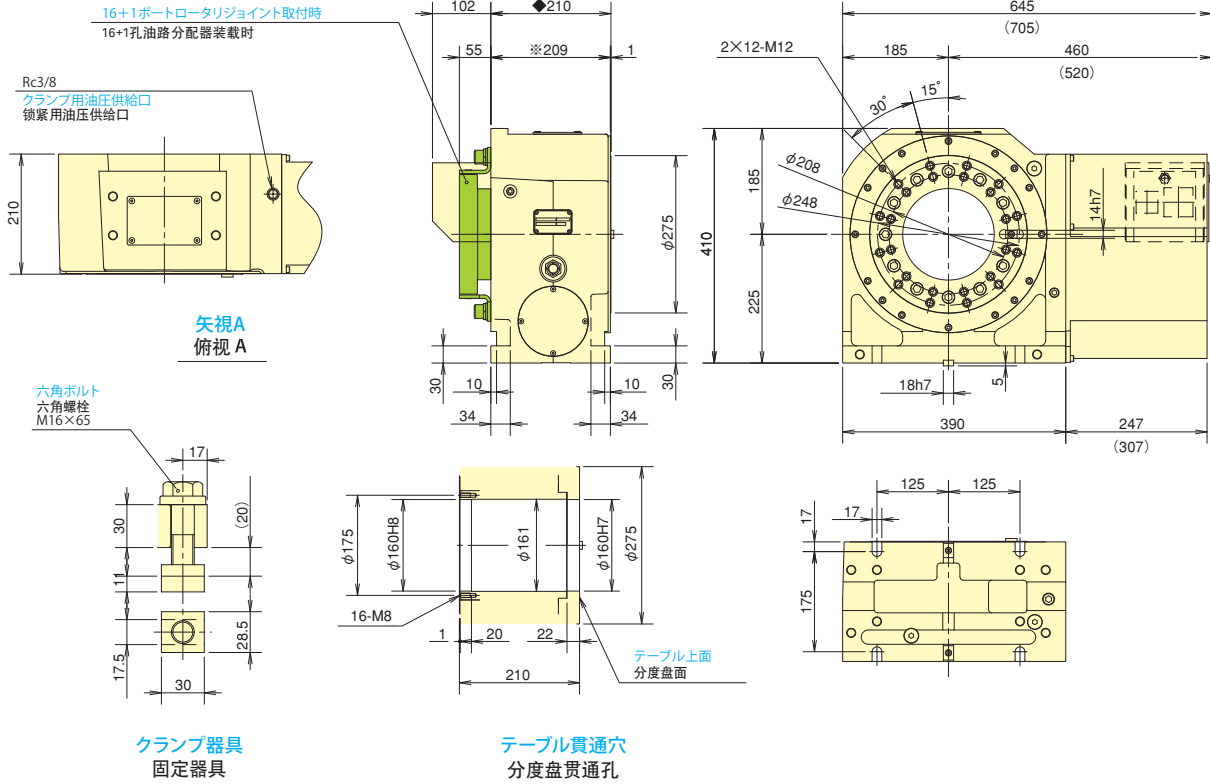 16+1ポートロータリジョイント取付時
16+1孔油路分配器装载时
102
◆210
55
※209
1
Rc3/8
クランプ用油圧供給口
锁紧用油压供给口
210
矢視A
俯视 A
φ275
30
10
34
10
34
30
645
(705)
185
460
(520)
2×12-M12
30°
15°
φ208
φ248
185
410
225
14h7
18h7
5
390
247
(307)
六角ボルト
六角螺栓
M16×65
17
30
(20)
11
28.5
17.5
30
クランプ器具
固定器具
φ175
φ160H8
φ161
φ160H7
φ275
16-M8
1
20
22
210
テーブル上面
分度盘面
テーブル貫通穴
分度盘贯通孔
125
125
17
17
175